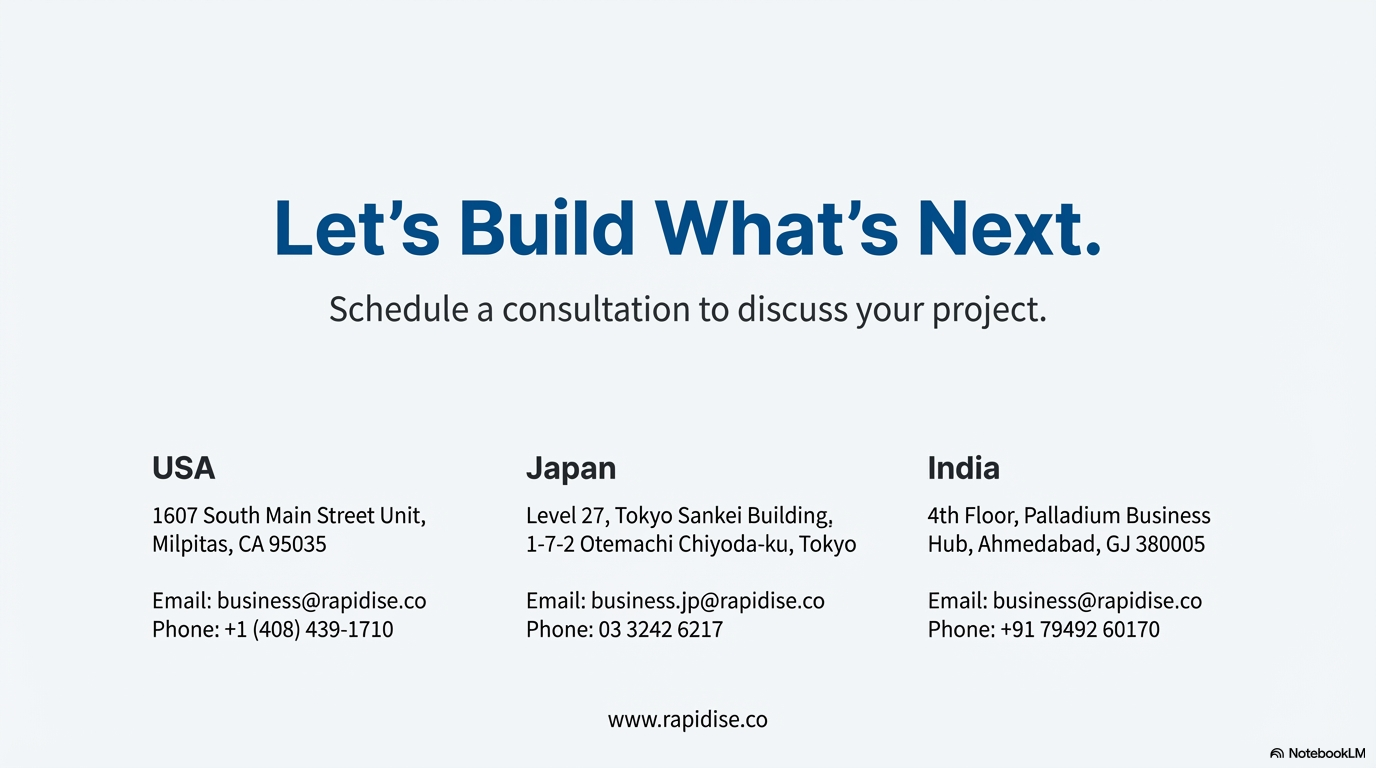 Let’s Build What’s Next.
Schedule a consultation to discuss your project.
USA
1607 South Main Street Unit,
Milpitas, CA 95035
Email: business@rapidise.co
Phone: +1 (408) 439-1710
Japan
Level 27, Tokyo Sankei Building,
1-7-2 Otemachi Chiyoda-ku, Tokyo
Email: business.jp@rapidise.co
Phone: 03 3242 6217
India
4th Floor, Palladium Business
Hub, Ahmedabad, GJ 380005
Email: business@rapidise.co
Phone: +91 79492 60170
www.rapidise.co
NotebookLM